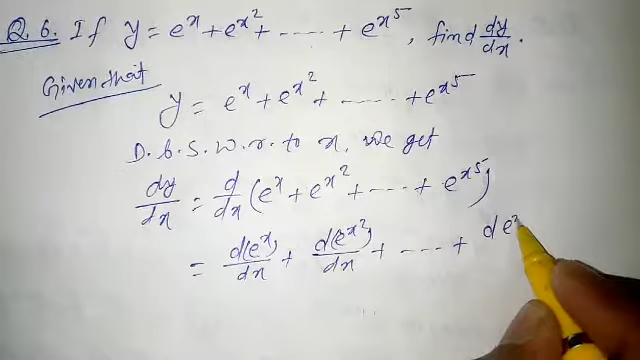 Q.6. If y = e^x + e^x^2 + ----- + e^x^5, find dy/dx.
Given that
y = e^x + e^x^2 + ----- + e^x^5
D.b.S.w.r.to x, we get
dy/dx = d/dx (e^x + e^x^2 + ---- + e^x^5)
= d(e^x)/dx + d(e^x^2)/dx + ---- + d e^x